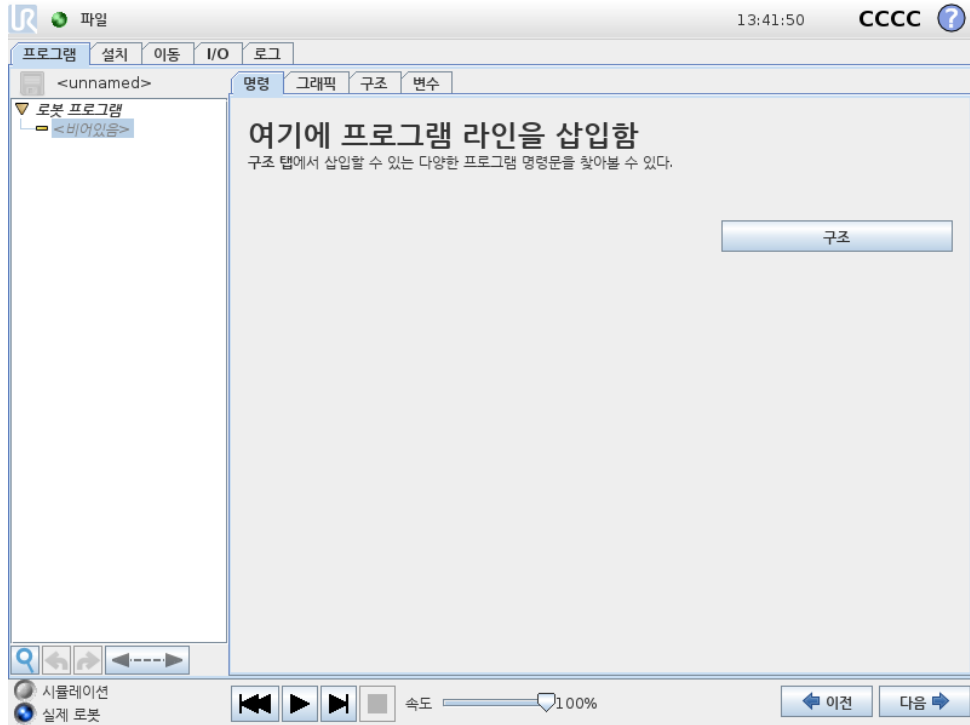 UR 파일 13:41:50 CCCC ?
프로그램 설치 이동 I/O 로그
<unnamed> 명령 그래픽 구조 변수
로봇 프로그램
<비어있음>
여기에 프로그램 라인을 삽입함
구조 탭에서 삽입할 수 있는 다양한 프로그램 명령문을 찾아볼 수 있다.
구조
시뮬레이션
실제 로봇
속도 100% 이전 다음